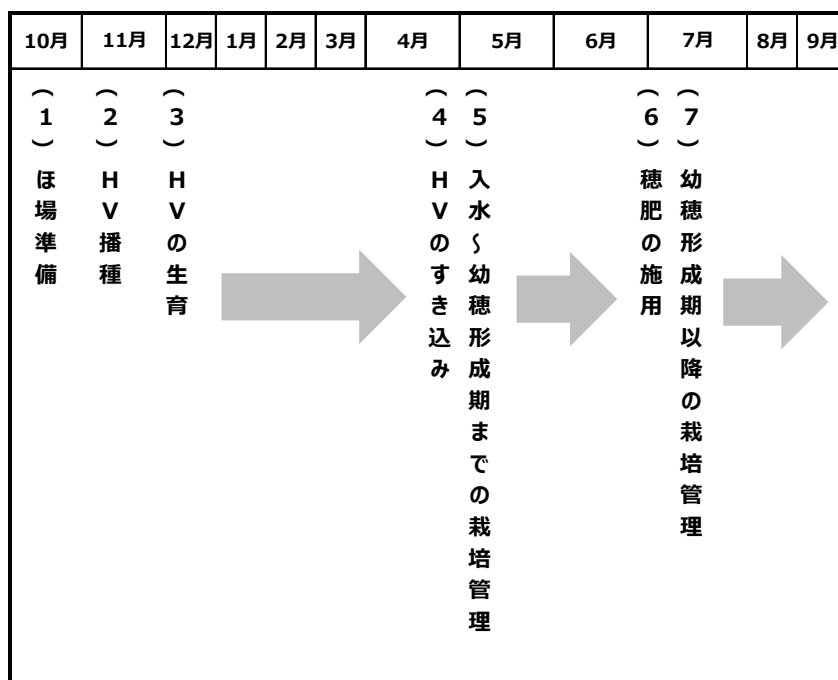 10月 11月 12月 1月 2月 3月 4月 5月 6月 7月 8月 9月
(1)ほ場準備
(2)HV播種
(3)HVの生育
(4)HVのすき込み
(5)入水~幼穂形成期までの栽培管理
(6)穂肥の施用
(7)幼穂形成期以降の栽培管理